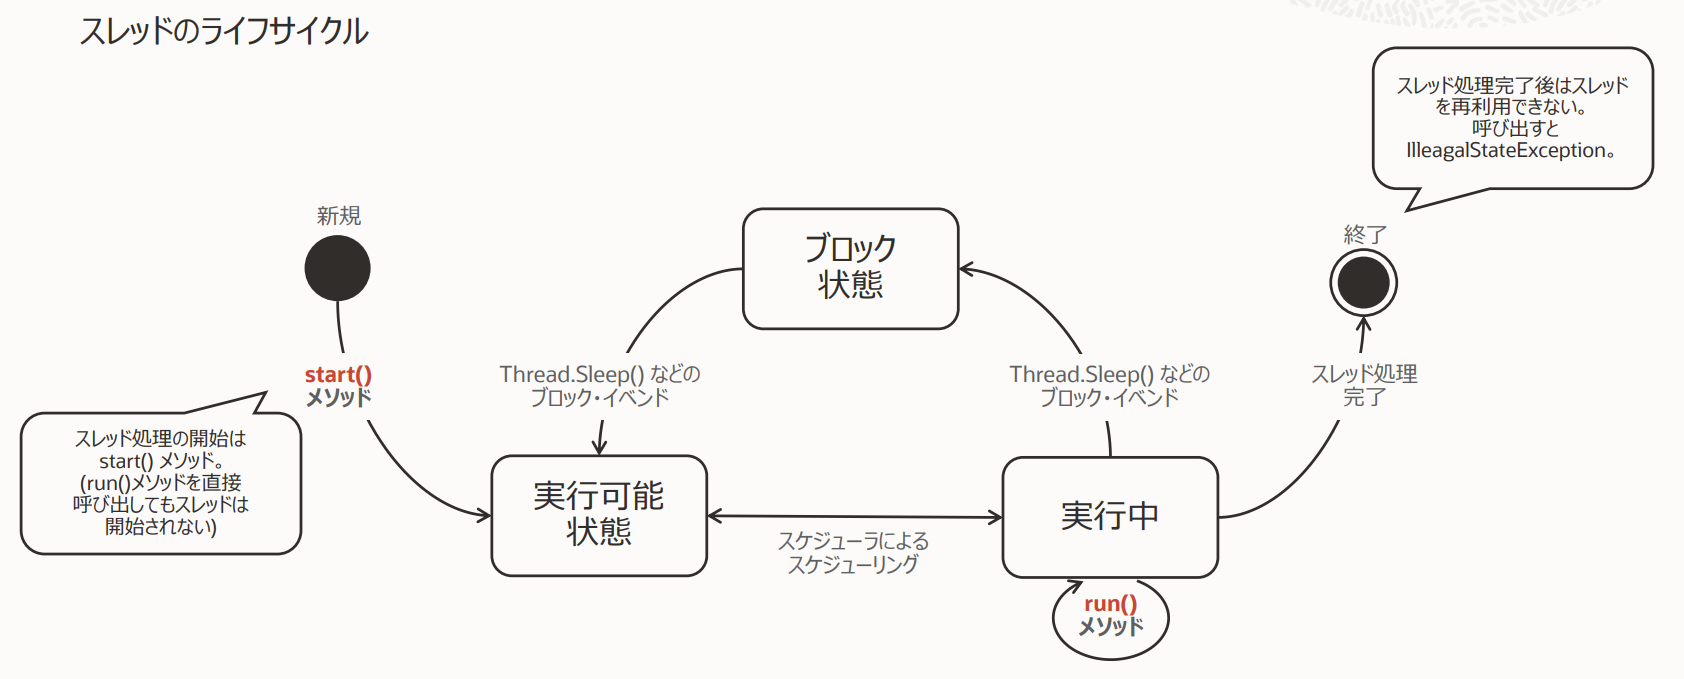 スレッドのライフサイクル
スレッド処理完了後はスレッド
を再利用できない。
呼び出すと
IlleagalStateException。
新規
ブロック
状態
終了
start()
メソッド
Thread.Sleep() などの
ブロック・イベンド
Thread.Sleep() などの
ブロック・イベンド
スレッド処理
完了
スレッド処理の開始は
start() メソッド。
(run()メソッドを直接
呼び出してもスレッドは
開始されない)
実行可能
状態
実行中
スケジューラによる
スケジューリング
run()
メソッド